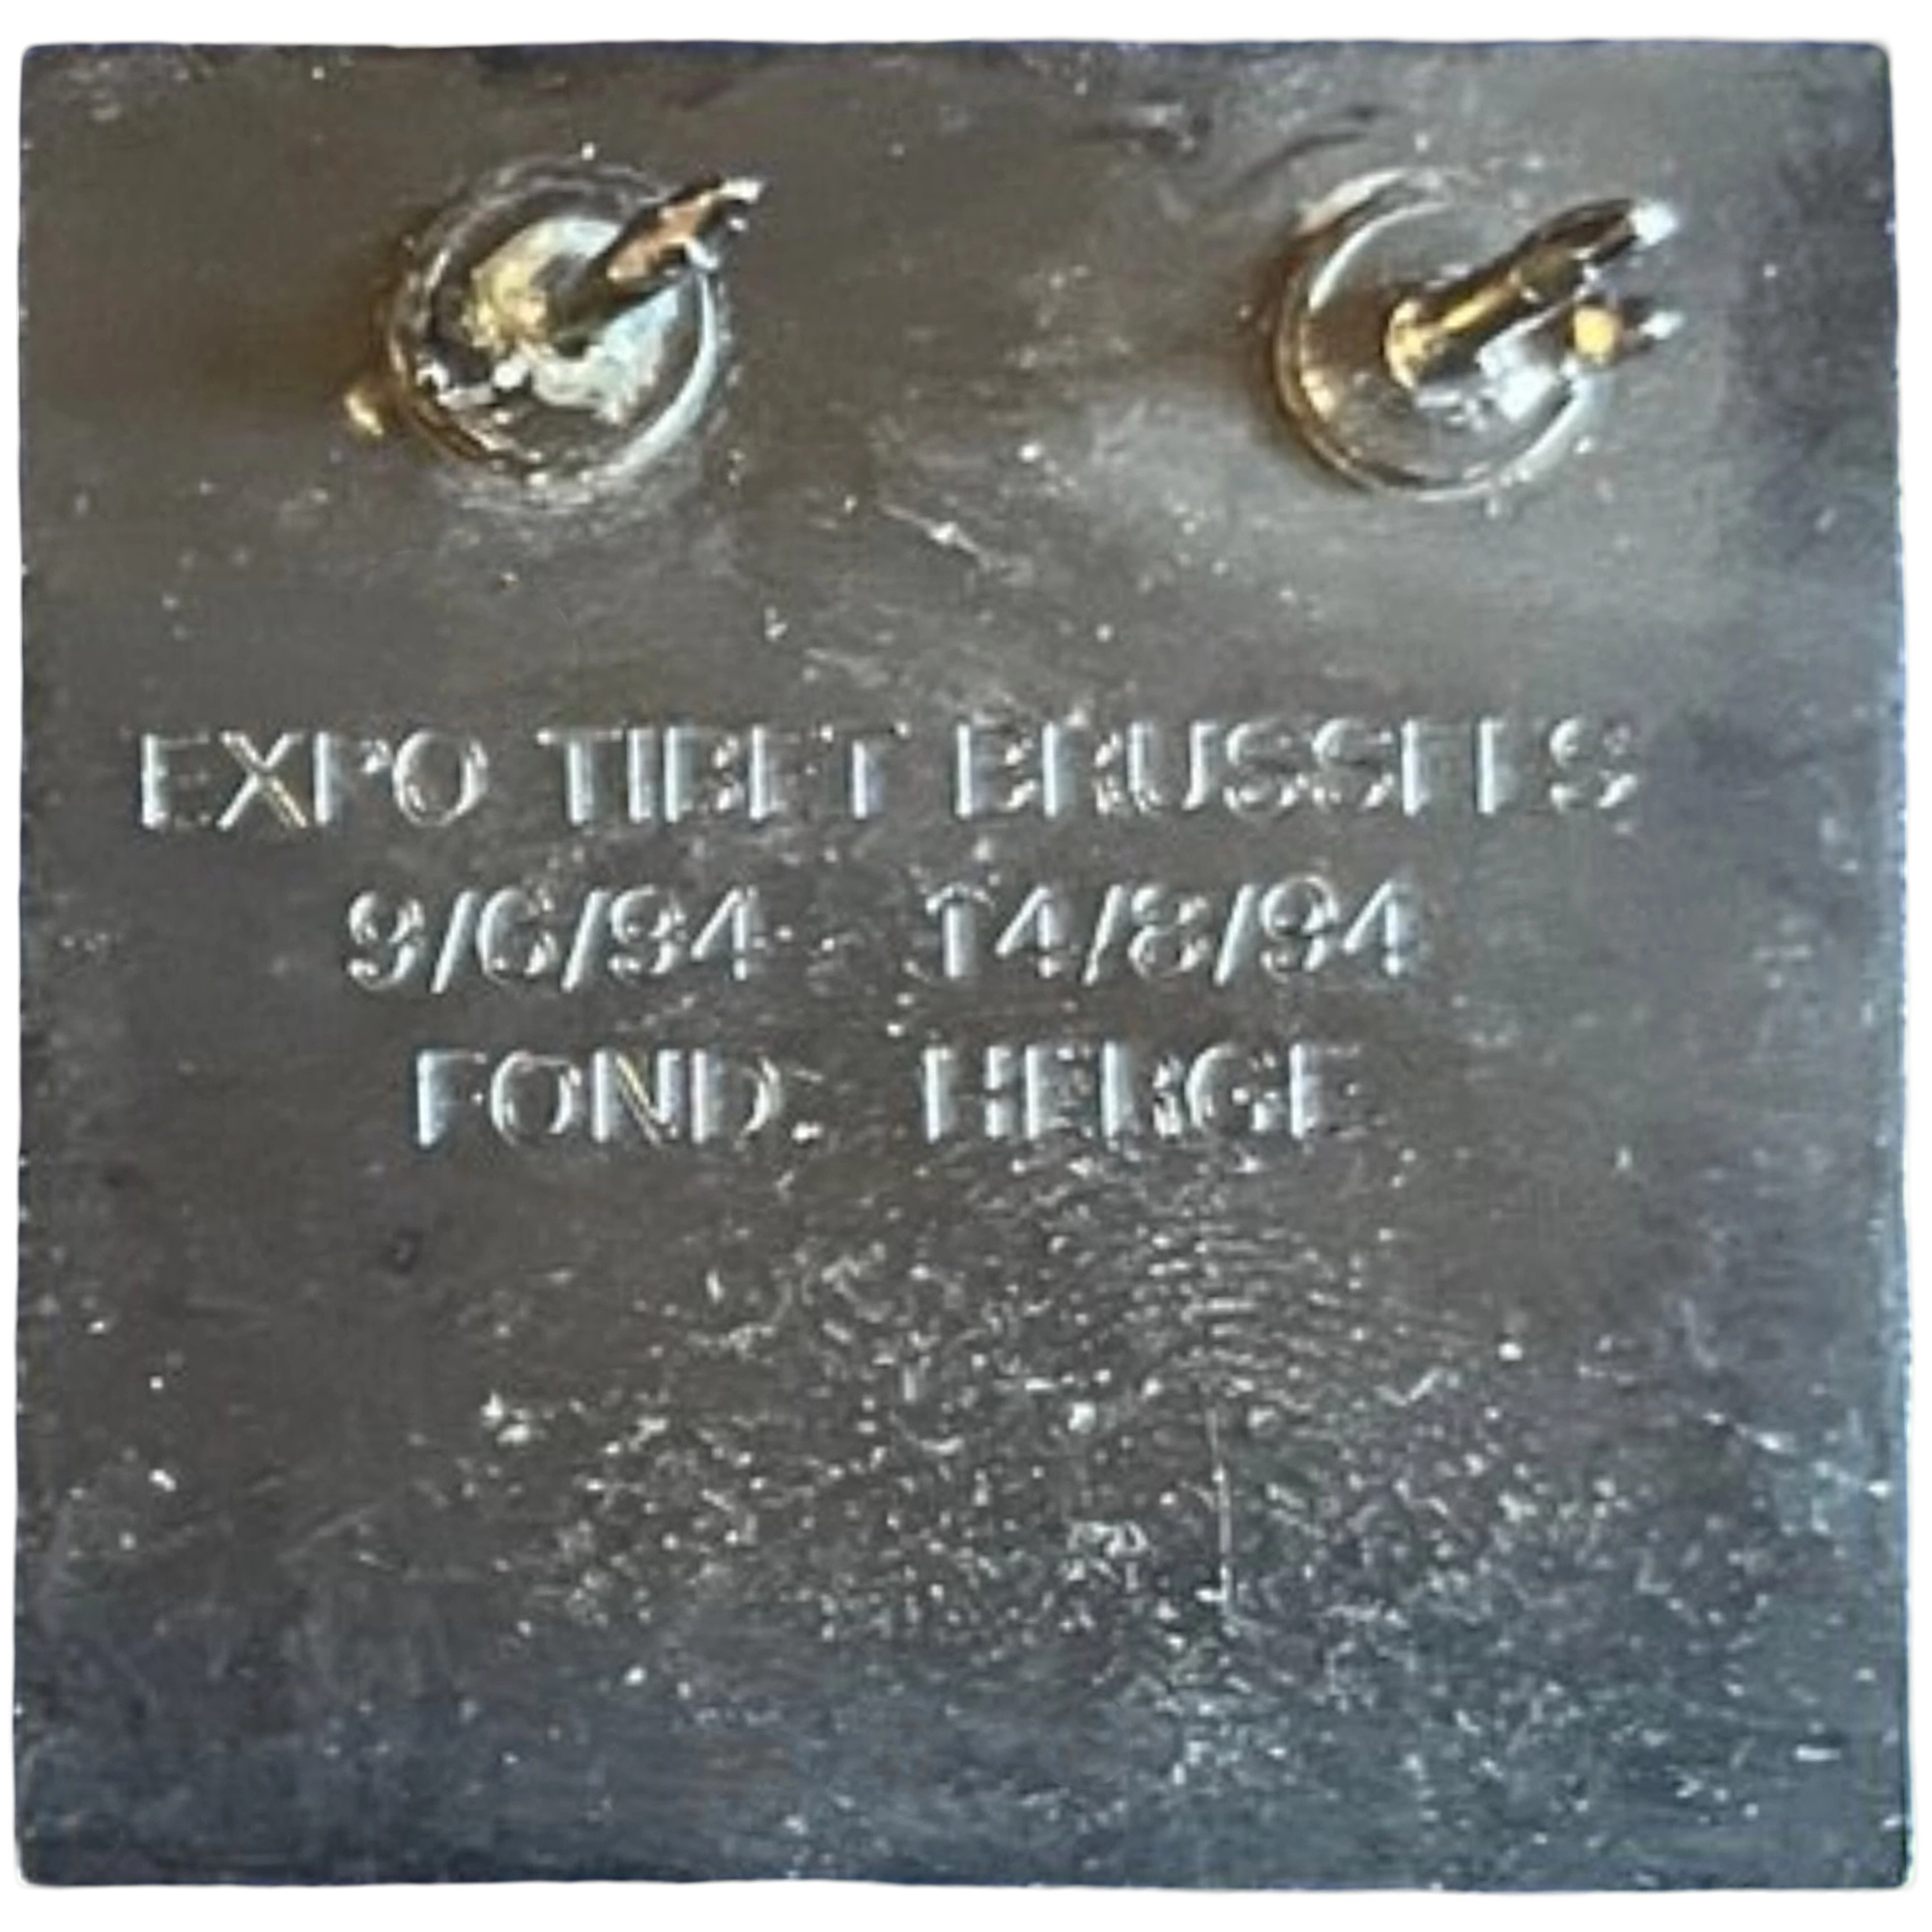 EXPO TIBET BRUSSELS
9/6/94 - 14/8/94
FOND. HERGE